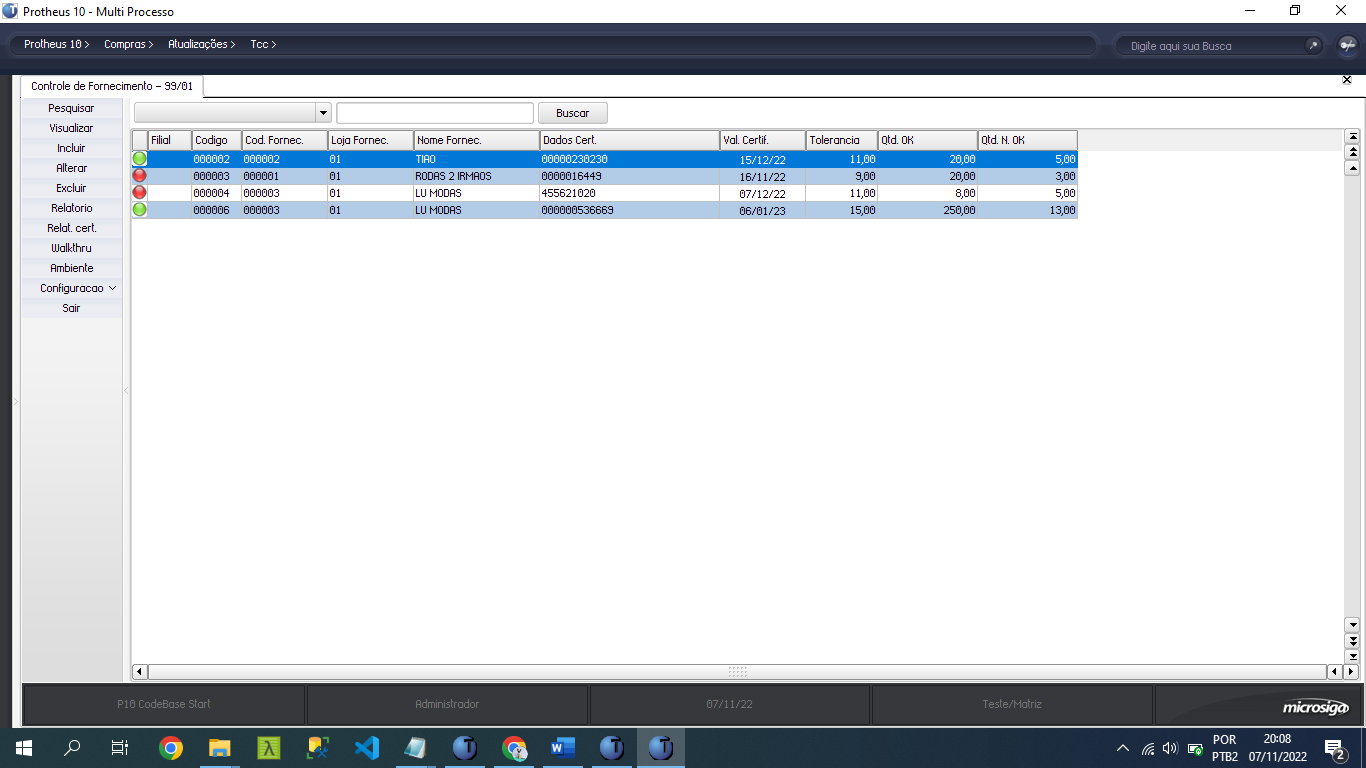 Protheus 10 - Multi Processo
Protheus 10 > Compras > Atualizações > Tcc >
Digite aqui sua Busca
Controle de Fornecimento - 99/01
Pesquisar
Visualizar
Incluir
Alterar
Excluir
Relatorio
Relat. cert.
Walkthru
Ambiente
Configuracao
Sair
Buscar
Filial Codigo Cod. Fornec. Loja Fornec. Nome Fornec. Dados Cert. Val. Certif. Tolerancia Qtd. OK Qtd. N. OK
000002 000002 01 TIAO 00000230230 15/12/22 11,00 20,00 5,00
000003 000001 01 RODAS 2 IRMAOS 0000016449 16/11/22 9,00 20,00 3,00
000004 000003 01 LU MODAS 455621020 07/12/22 11,00 8,00 5,00
000006 000003 01 LU MODAS 000000536669 06/01/23 15,00 250,00 13,00
P10 CodeBase Start Administrador 07/11/22 Teste/Matriz microsiga
POR 20:08
PTB2 07/11/2022 2